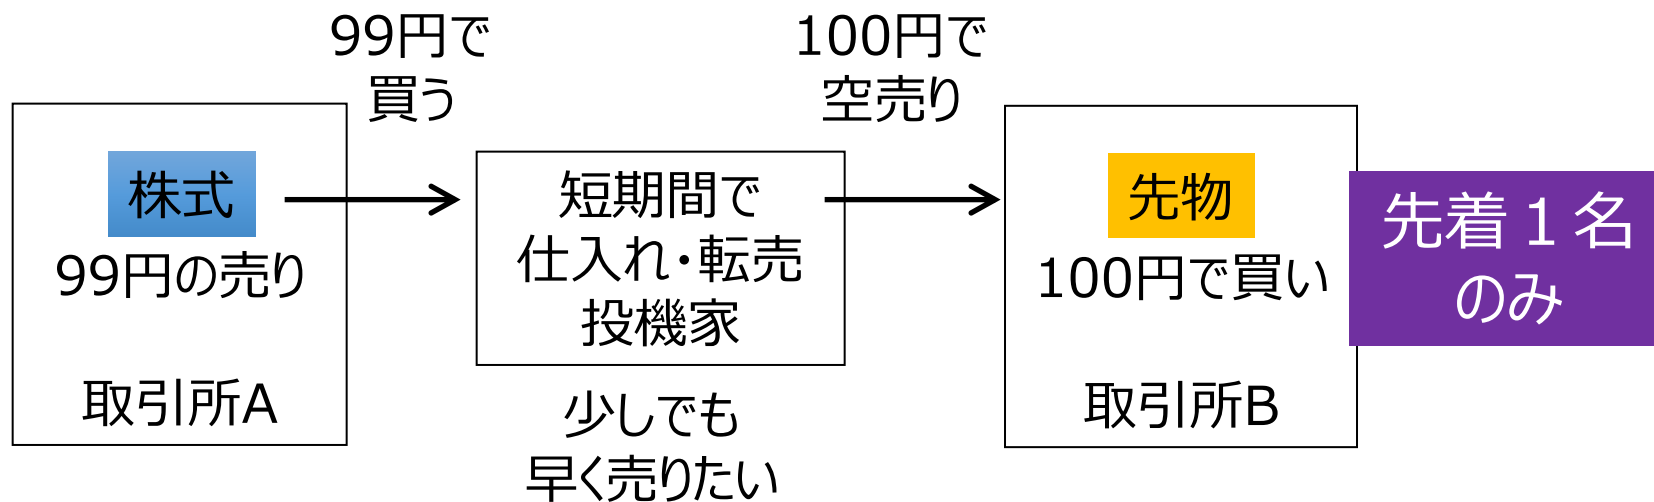 99円で
買う
100円で
空売り
株式
99円の売り
取引所A
短期間で
仕入れ・転売
投機家
少しでも
早く売りたい
先物
100円で買い
取引所B
先着１名
のみ